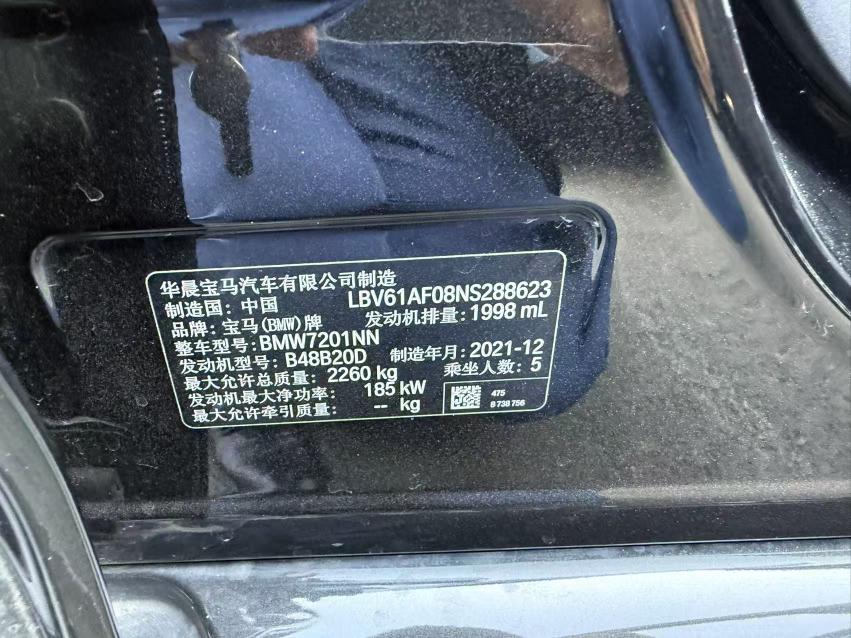 华晨宝马汽车有限公司制造
制造国：中国 LBV61AF08NS288623
品牌：宝马(BMW)牌 发动机排量：1998 mL
整车型号：BMW7201NN
发动机型号：B48B20D 制造年月：2021-12
最大允许总质量：2260 kg 乘坐人数：5
发动机最大净功率： 185 kW
最大允许牵引质量： -- kg
475
8 738 756